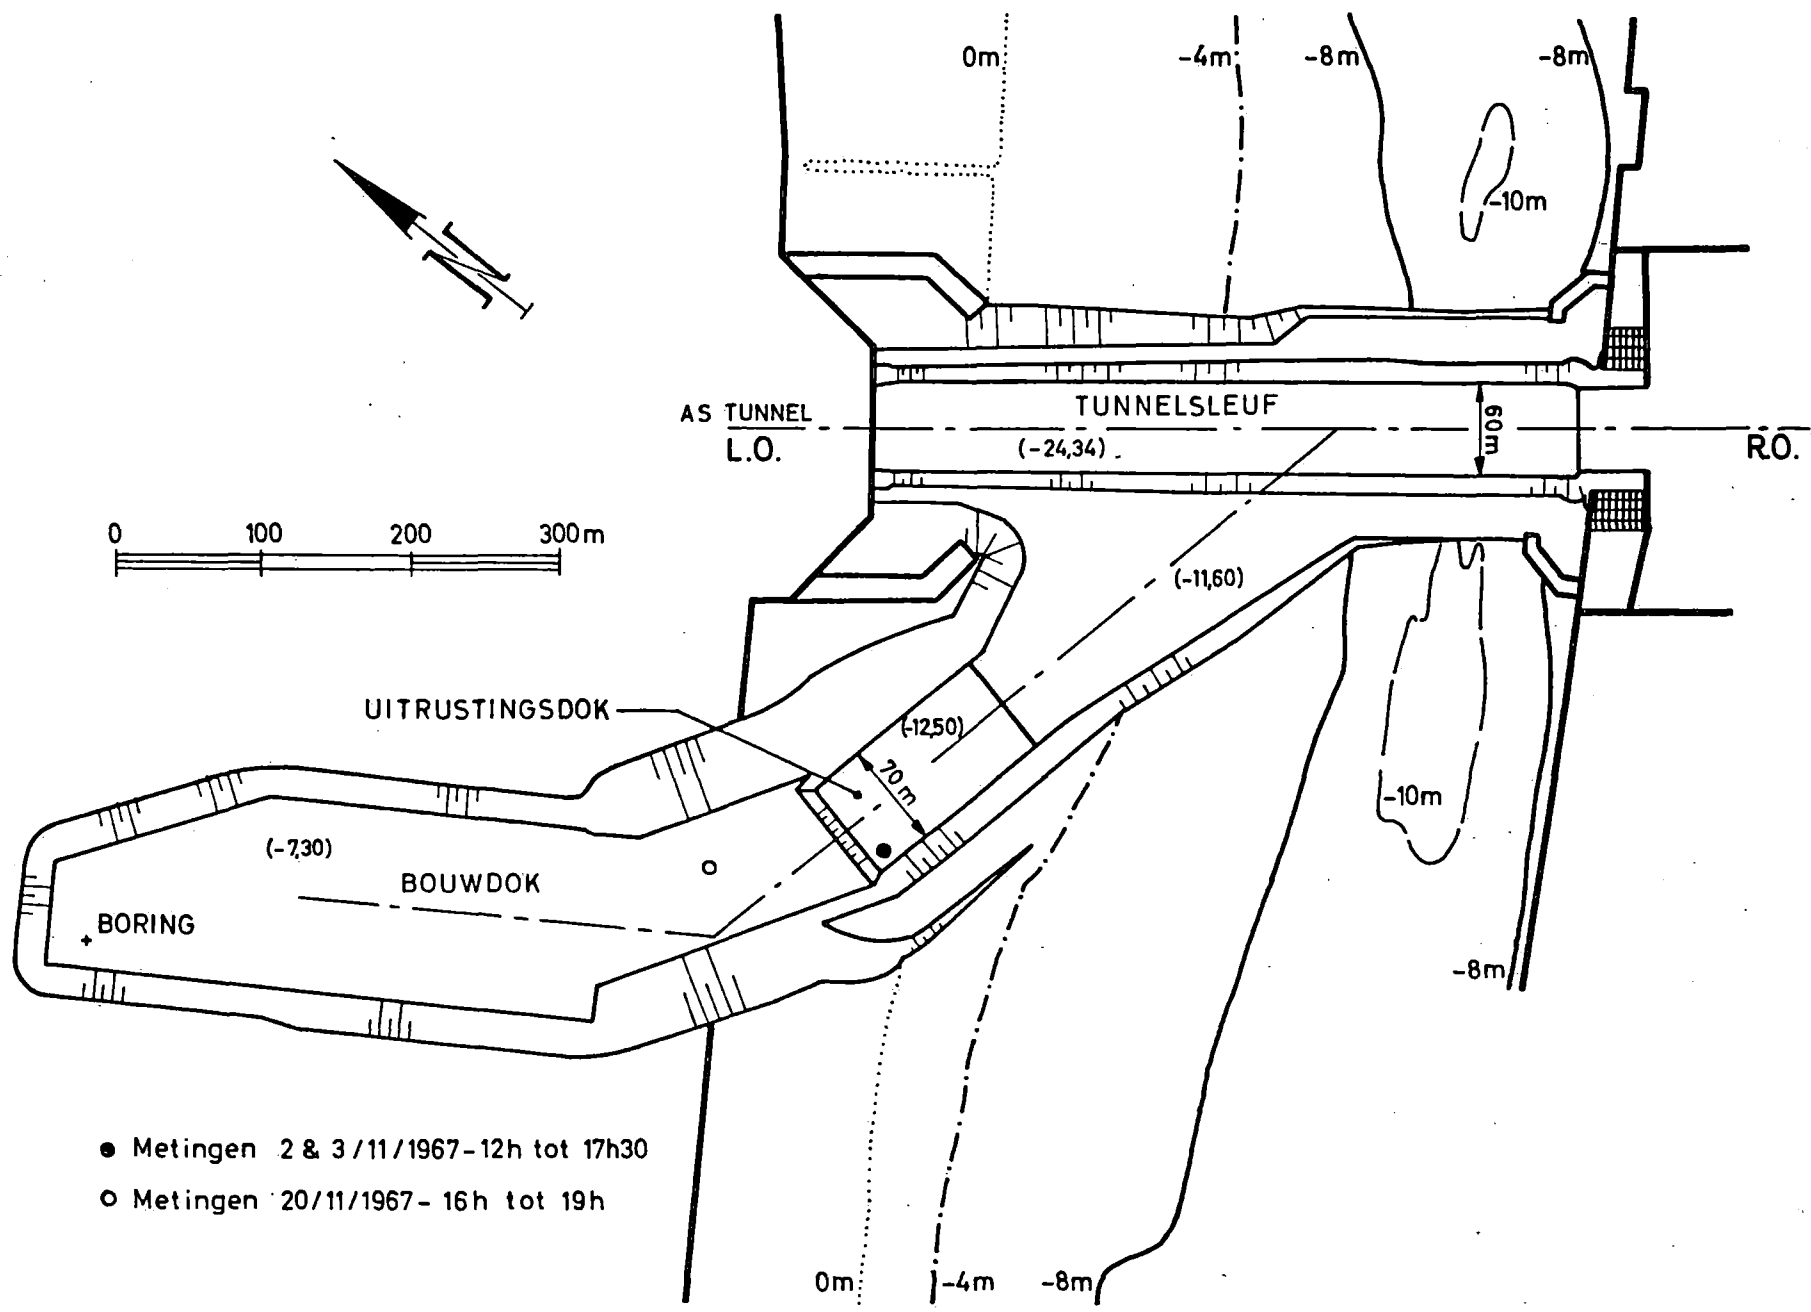 0m
-4m
-8m
-8m
-10m
N
AS TUNNEL
L.O.
TUNNELSLEUF
(-24,34)
60m
R.O.
0 100 200 300m
(-11,60)
UITRUSTINGSDOK
(-12,50)
70m
-10m
(-7,30)
BOUWDOK
BORING
-8m
● Metingen 2 & 3/11/1967-12h tot 17h30
○ Metingen 20/11/1967- 16h tot 19h
0m
-4m
-8m